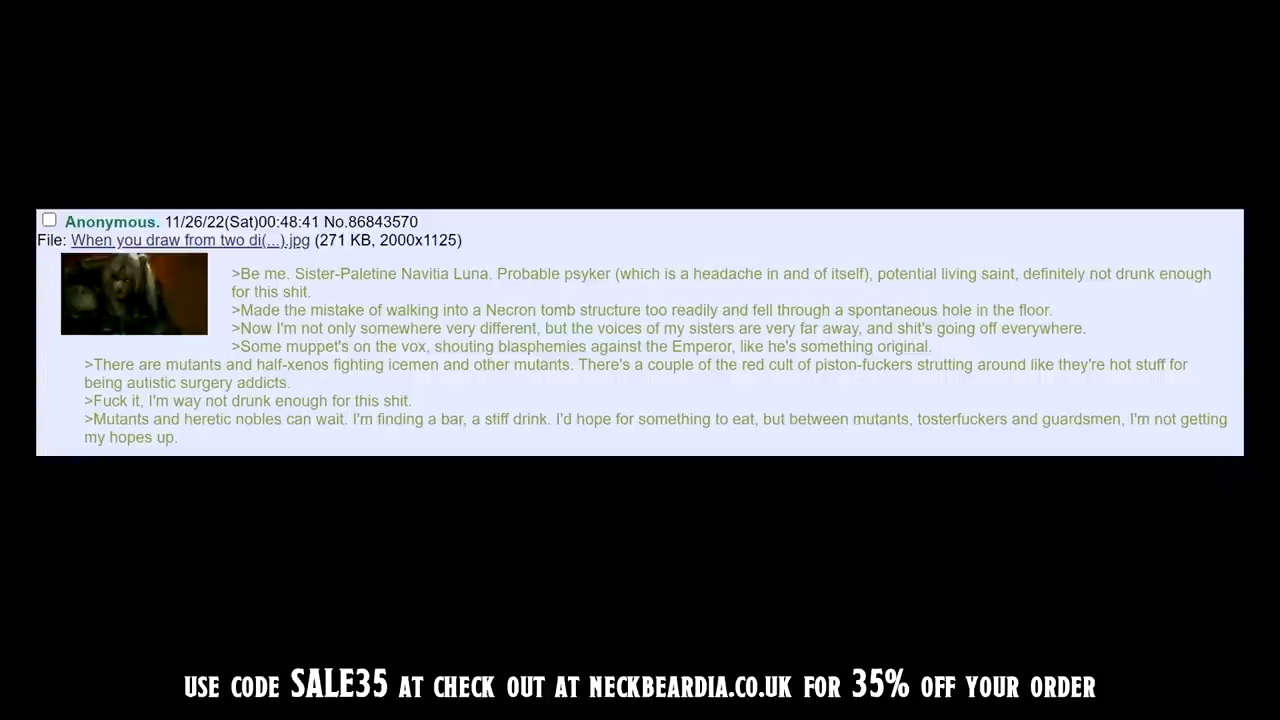 Anonymous. 11/26/22(Sat)00:48:41 No.86843570
File: When you draw from two di(...).jpg (271 KB, 2000x1125)
>Be me. Sister-Paletine Navitia Luna. Probable psyker (which is a headache in and of itself), potential living saint, definitely not drunk enough
for this shit.
>Made the mistake of walking into a Necron tomb structure too readily and fell through a spontaneous hole in the floor.
>Now I'm not only somewhere very different, but the voices of my sisters are very far away, and shit's going off everywhere.
>Some muppet's on the vox, shouting blasphemies against the Emperor, like he's something original.
>There are mutants and half-xenos fighting icemen and other mutants. There's a couple of the red cult of piston-fuckers strutting around like they're hot stuff for
being autistic surgery addicts.
>Fuck it, I'm way not drunk enough for this shit.
>Mutants and heretic nobles can wait. I'm finding a bar, a stiff drink. I'd hope for something to eat, but between mutants, tosterfuckers and guardsmen, I'm not getting
my hopes up.
USE CODE SALE35 AT CHECK OUT AT NECKBEARDIA.CO.UK FOR 35% OFF YOUR ORDER